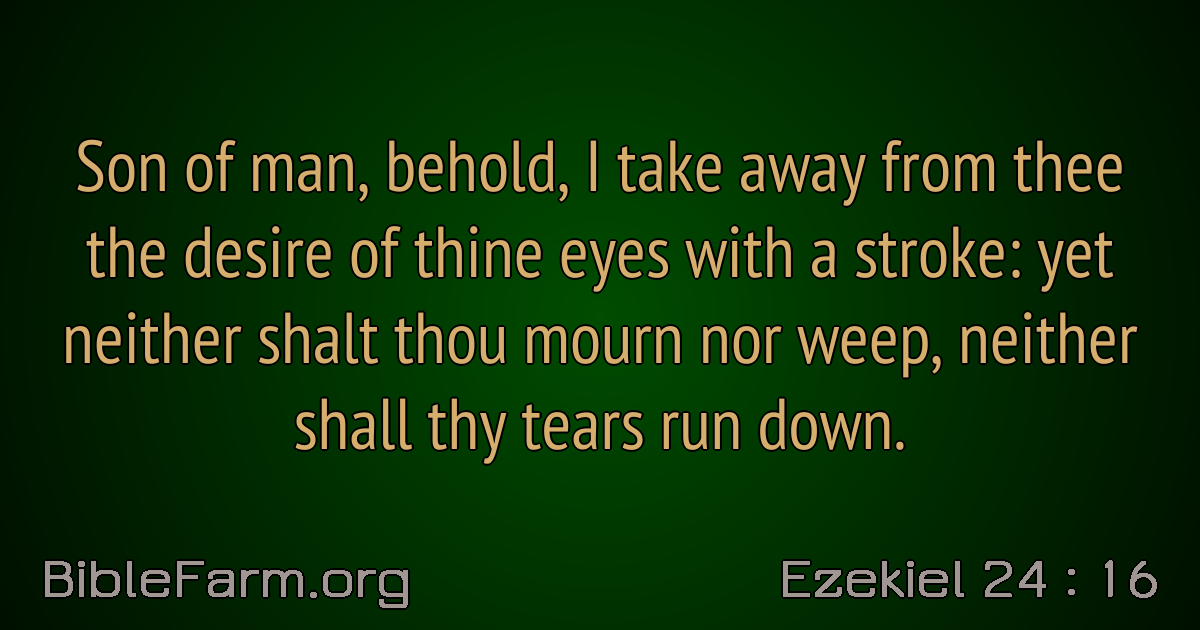 Son of man, behold, I take away from thee
the desire of thine eyes with a stroke: yet
neither shalt thou mourn nor weep, neither
shall thy tears run down.
BibleFarm.org
Ezekiel 24 : 16